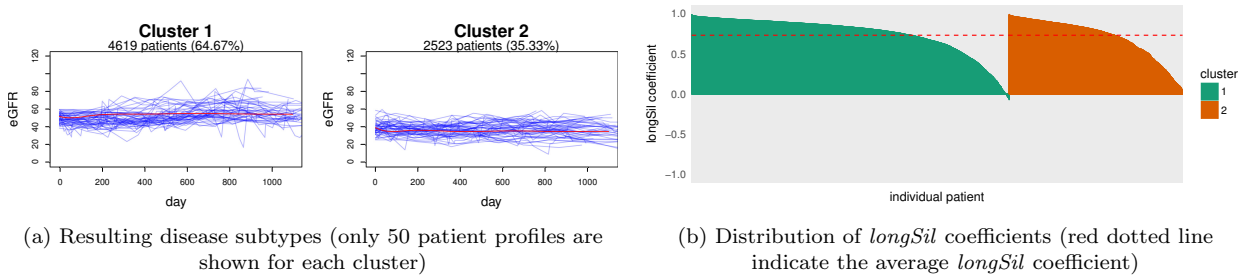 Cluster 1
4619 patients (64.67%)
eGFR
0 20 40 60 80 120
0 200 400 600 800 1000
day
Cluster 2
2523 patients (35.33%)
eGFR
0 20 40 60 80 120
0 200 400 600 800 1000
day
(a) Resulting disease subtypes (only 50 patient profiles are
shown for each cluster)
longSil coefficient
1.0
0.5
0.0
−0.5
−1.0
individual patient
cluster
1
2
(b) Distribution of longSil coefficients (red dotted line
indicate the average longSil coefficient)